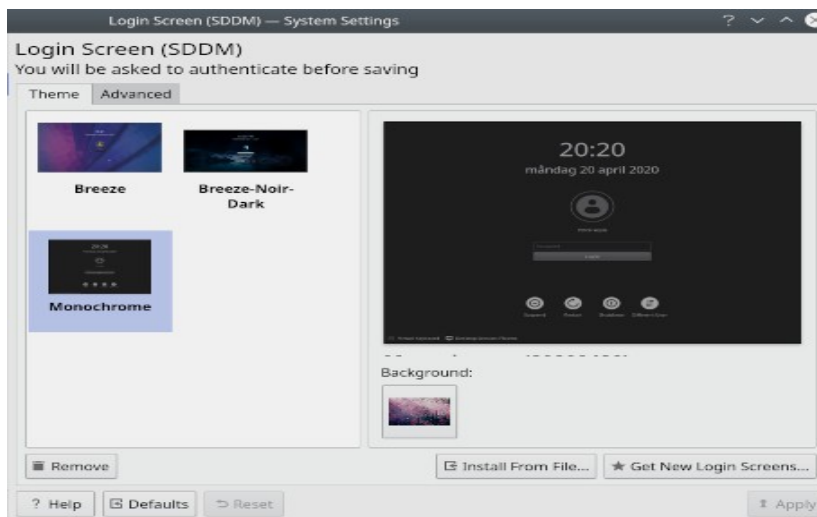 Login Screen (SDDM) — System Settings
Login Screen (SDDM)
You will be asked to authenticate before saving
Theme Advanced
Breeze
Breeze-Noir-
Dark
Monochrome
20:20
måndag 20 april 2020
Background:
Remove
Install From File...
Get New Login Screens...
? Help
Defaults
Reset
Apply